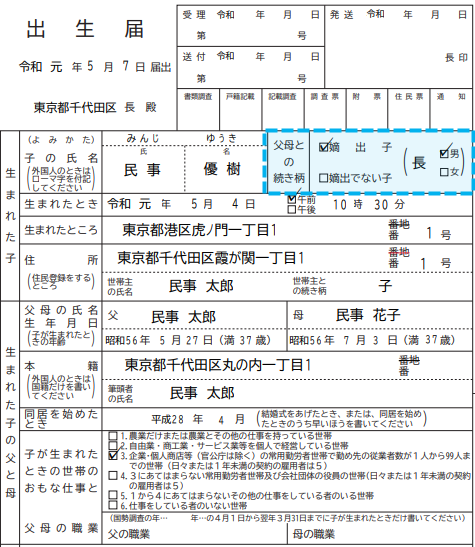 出 生 届
令和 元 年 5 月 7 日 届出
東京都千代田区 長 殿
受 理 令和 年 月 日
第 号
送 付 令和 年 月 日
第 号
発 送 令和 年 月 日
長 印
書類調査 戸籍記載 記載調査 調 査 票 附 票 住 民 票 通 知
生まれた子
(よ み か た)
子 の 氏 名
(外国人のときはローマ字を付記してください)
みんじ ゆうき
氏 名
民 事 優 樹
父母との続き柄
☑嫡 出 子
□嫡出でない子
(長 ☑男 □女)
生まれたとき 令和 元 年 5 月 4 日 ☑午前 □午後 10 時 30 分
生まれたところ 東京都港区虎ノ門一丁目1 番地 番 1 号
住 所
(住民登録をするところ)
東京都千代田区霞が関一丁目1 番地 番 1 号
世帯主の氏名 民事 太郎 世帯主との続き柄 子
生まれた子の父と母
父 母 の 氏 名
生 年 月 日
(子が生まれたときの年齢)
父 民事 太郎 母 民事 花子
昭和56年 5 月 27 日 (満 37 歳) 昭和56年 7 月 3 日 (満 37 歳)
本 籍
(外国人のときは国籍だけを書いてください)
東京都千代田区丸の内一丁目1 番地 番
筆頭者の氏名 民事 太郎
同居を始めたとき 平成28 年 4 月 (結婚式をあげたとき、または、同居を始めたときのうち早いほうを書いてください)
子が生まれたときの世帯のおもな仕事と
□1.農業だけまたは農業とその他の仕事を持っている世帯
□2.自由業・商工業・サービス業等を個人で経営している世帯
☑3.企業・個人商店等(官公庁は除く)の常用勤労者世帯で勤め先の従業者数が1人から99人までの世帯(日々または1年未満の契約の雇用者は5)
□4.3にあてはまらない常用勤労者世帯及び会社団体の役員の世帯(日々または1年未満の契約の雇用者は5)
□5.1から4にあてはまらないその他の仕事をしている者のいる世帯
□6.仕事をしている者のいない世帯
父 母 の 職 業
(国勢調査の年… 年…の4月1日から翌年3月31日までに子が生まれたときだけ書いてください)
父の職業 母の職業